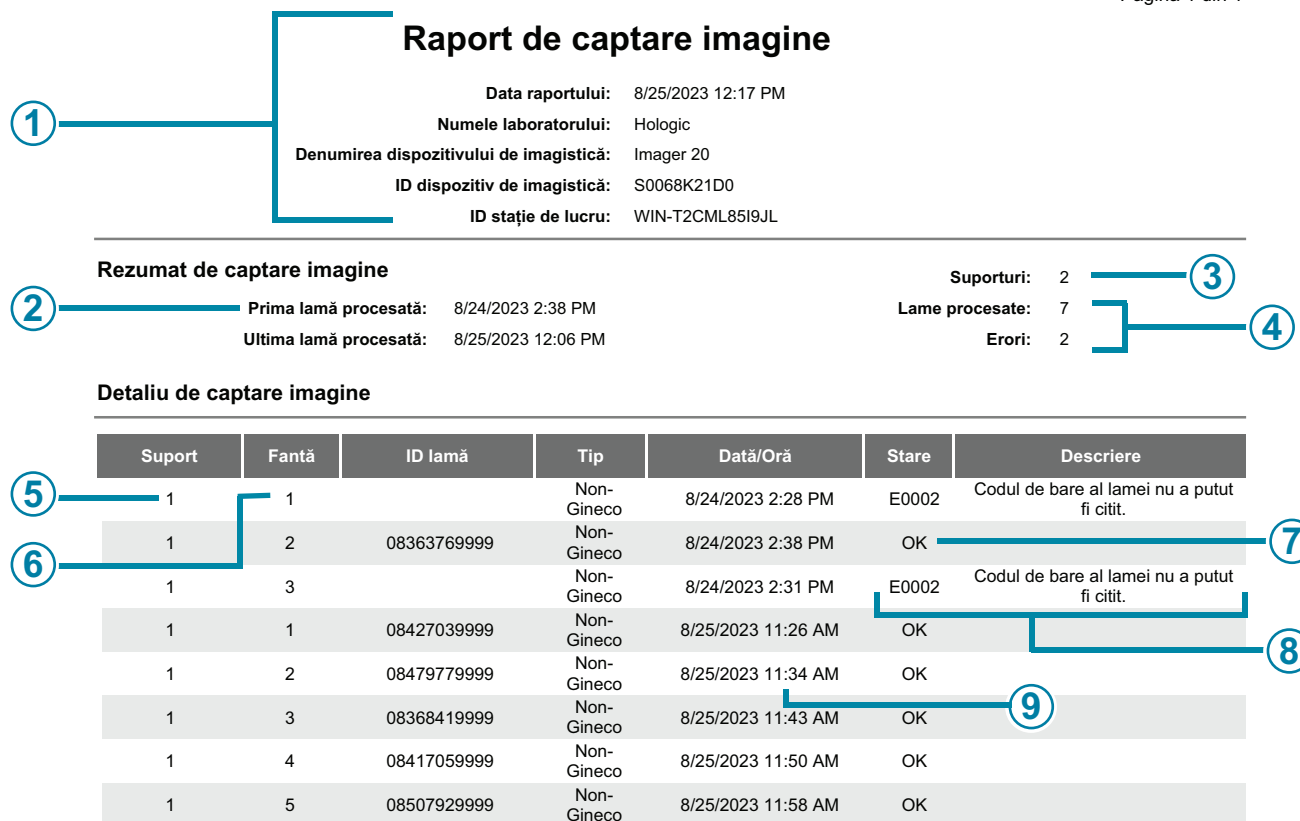 Raport de captare imagine
Data raportului: 8/25/2023 12:17 PM
1
Numele laboratorului: Hologic
Denumirea dispozitivului de imagistică: Imager 20
ID dispozitiv de imagistică: S0068K21D0
ID stație de lucru: WIN-T2CML85I9JL
Rezumat de captare imagine
Suporturi: 2
3
2
Prima lamă procesată: 8/24/2023 2:38 PM
Lame procesate: 7
4
Ultima lamă procesată: 8/25/2023 12:06 PM
Erori: 2
Detaliu de captare imagine
Suport Fantă ID lamă Tip Dată/Oră Stare Descriere
5
1 1 Non-Gineco 8/24/2023 2:28 PM E0002 Codul de bare al lamei nu a putut fi citit.
6
1 2 08363769999 Non-Gineco 8/24/2023 2:38 PM OK
7
1 3 Non-Gineco 8/24/2023 2:31 PM E0002 Codul de bare al lamei nu a putut fi citit.
1 1 08427039999 Non-Gineco 8/25/2023 11:26 AM OK
8
1 2 08479779999 Non-Gineco 8/25/2023 11:34 AM OK
9
1 3 08368419999 Non-Gineco 8/25/2023 11:43 AM OK
1 4 08417059999 Non-Gineco 8/25/2023 11:50 AM OK
1 5 08507929999 Non-Gineco 8/25/2023 11:58 AM OK